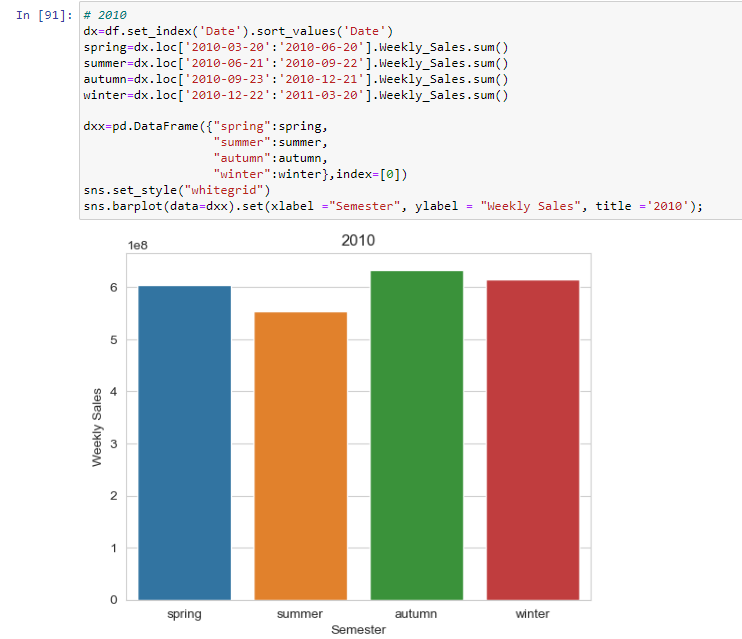 In [91]: # 2010
dx=df.set_index('Date').sort_values('Date')
spring=dx.loc['2010-03-20':'2010-06-20'].Weekly_Sales.sum()
summer=dx.loc['2010-06-21':'2010-09-22'].Weekly_Sales.sum()
autumn=dx.loc['2010-09-23':'2010-12-21'].Weekly_Sales.sum()
winter=dx.loc['2010-12-22':'2011-03-20'].Weekly_Sales.sum()
dxx=pd.DataFrame({"spring":spring,
"summer":summer,
"autumn":autumn,
"winter":winter},index=[0])
sns.set_style("whitegrid")
sns.barplot(data=dxx).set(xlabel ="Semester", ylabel = "Weekly Sales", title ='2010');
2010
1e8
6
5
4
3
2
1
0
Weekly Sales
spring summer autumn winter
Semester